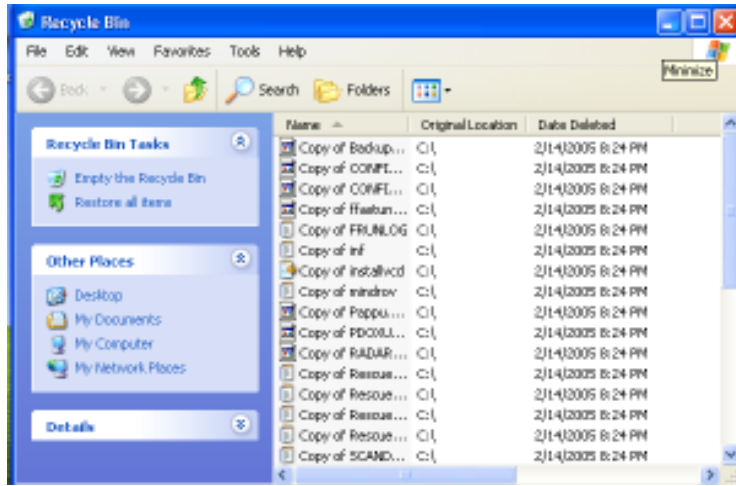 Recycle Bin
File Edit View Favorites Tools Help
Minimize
Back Search Folders
Name Original Location Date Deleted
Recycle Bin Tasks
Empty the Recycle Bin
Restore all items
Other Places
Desktop
My Documents
My Computer
My Network Places
Details
Copy of Backup... C:\ 2/14/2005 8:24 PM
Copy of CONFI... C:\ 2/14/2005 8:24 PM
Copy of CONFI... C:\ 2/14/2005 8:24 PM
Copy of ffastun... C:\ 2/14/2005 8:24 PM
Copy of FRUNLOG C:\ 2/14/2005 8:24 PM
Copy of inf C:\ 2/14/2005 8:24 PM
Copy of installvcd C:\ 2/14/2005 8:24 PM
Copy of C:\ 2/14/2005 8:24 PM
Copy of Pappu.... C:\ 2/14/2005 8:24 PM
Copy of PDOXU... C:\ 2/14/2005 8:24 PM
Copy of RADAR... C:\ 2/14/2005 8:24 PM
Copy of Rescue... C:\ 2/14/2005 8:24 PM
Copy of Rescue... C:\ 2/14/2005 8:24 PM
Copy of Rescue... C:\ 2/14/2005 8:24 PM
Copy of Rescue... C:\ 2/14/2005 8:24 PM
Copy of SCAND... C:\ 2/14/2005 8:24 PM